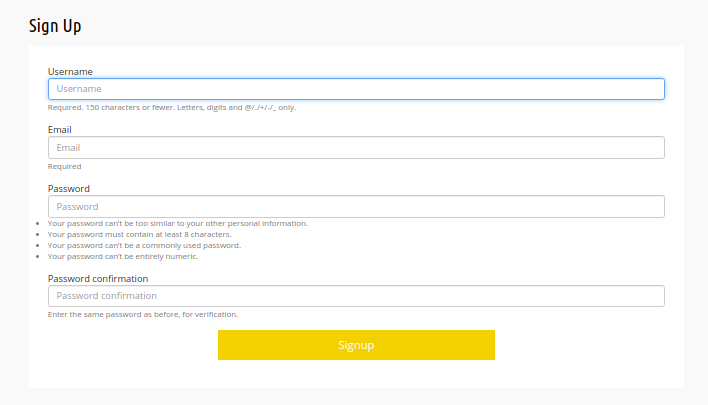 Sign Up
Username
Username
Required. 150 characters or fewer. Letters, digits and @/./+/-/_ only.
Email
Email
Required
Password
Password
Your password can't be too similar to your other personal information.
Your password must contain at least 8 characters.
Your password can't be a commonly used password.
Your password can't be entirely numeric.
Password confirmation
Password confirmation
Enter the same password as before, for verification.
Signup